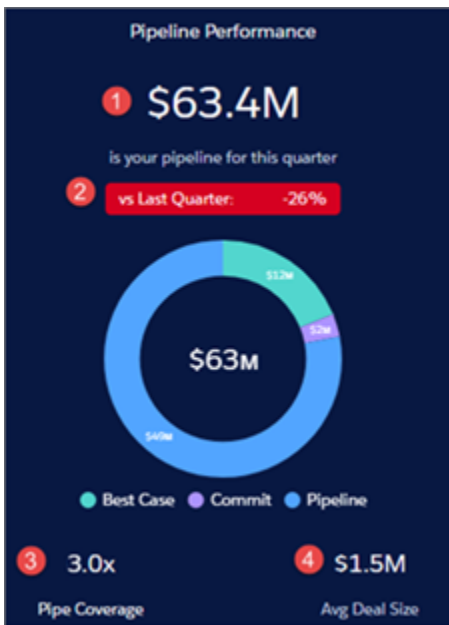 Pipeline Performance
1 $63.4M
is your pipeline for this quarter
2 vs Last Quarter: -26%
$12M
$2M
$63M
$49M
Best Case Commit Pipeline
3 3.0x 4 $1.5M
Pipe Coverage Avg Deal Size